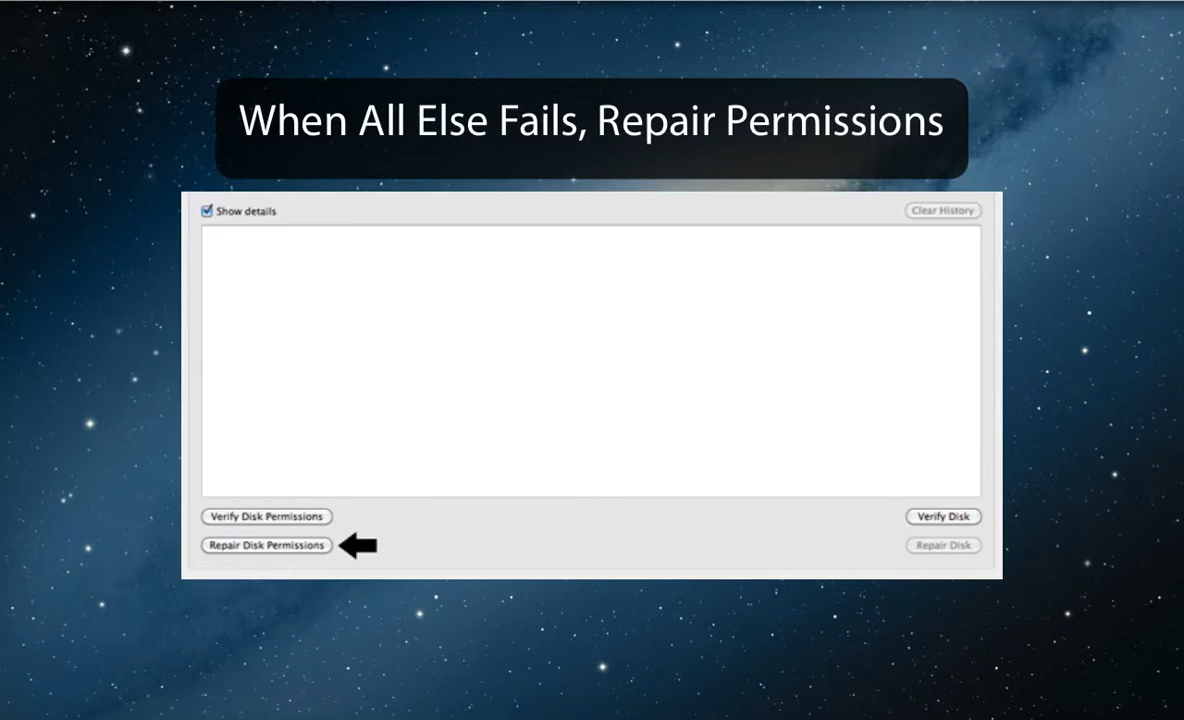 When All Else Fails, Repair Permissions
Show details
Clear History
Verify Disk Permissions
Verify Disk
Repair Disk Permissions
Repair Disk